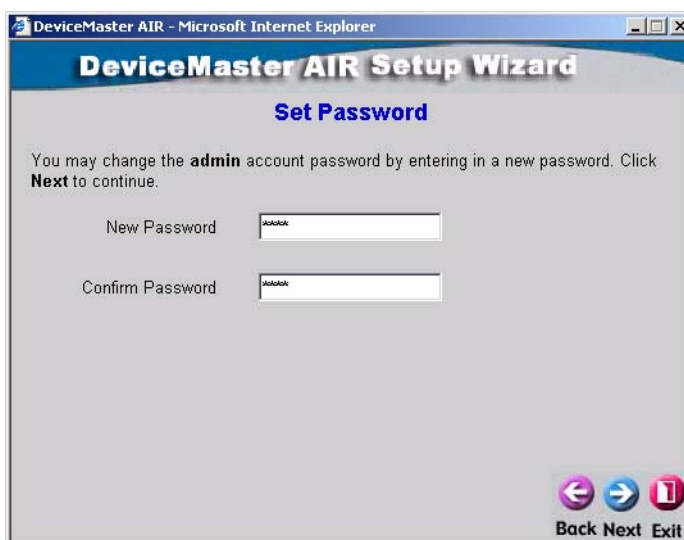 DeviceMaster AIR - Microsoft Internet Explorer
DeviceMaster AIR Setup Wizard
Set Password
You may change the admin account password by entering in a new password. Click
Next to continue.
New Password ****
Confirm Password ****
Back Next Exit